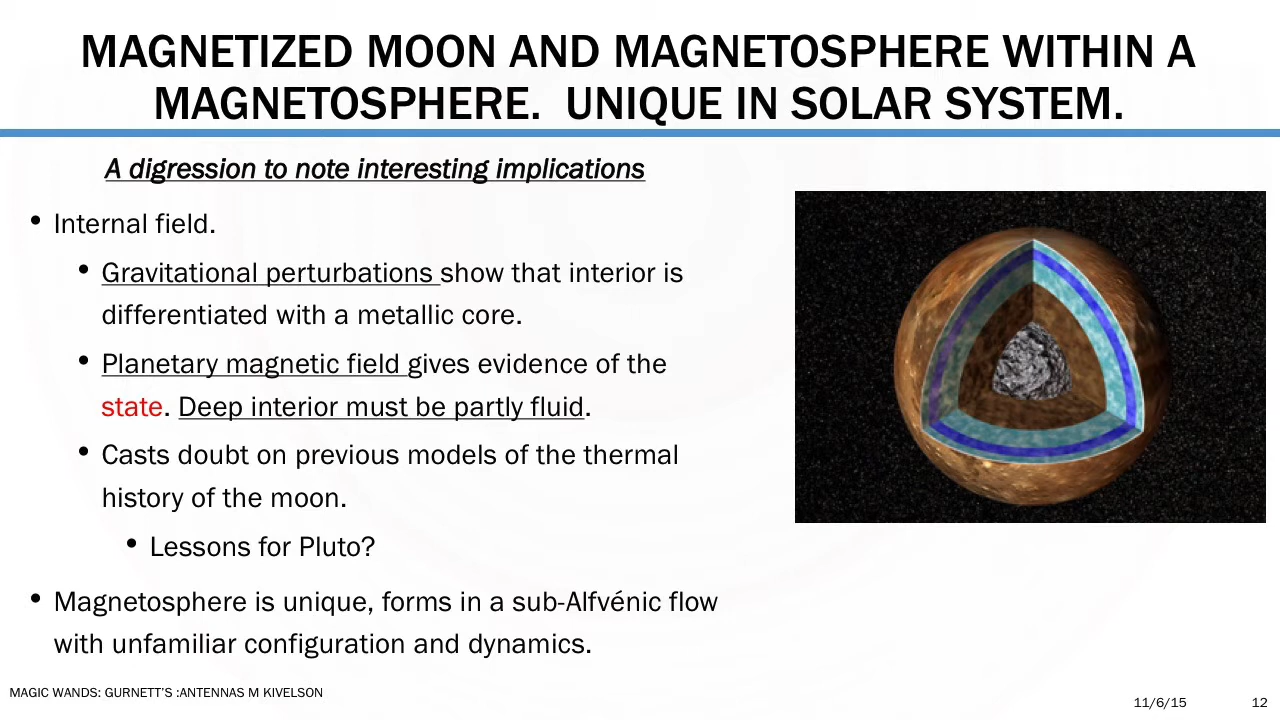 MAGNETIZED MOON AND MAGNETOSPHERE WITHIN A
MAGNETOSPHERE.  UNIQUE IN SOLAR SYSTEM.
A digression to note interesting implications
• Internal field.
• Gravitational perturbations show that interior is
differentiated with a metallic core.
• Planetary magnetic field gives evidence of the
state. Deep interior must be partly fluid.
• Casts doubt on previous models of the thermal
history of the moon.
• Lessons for Pluto?
• Magnetosphere is unique, forms in a sub-Alfvénic flow
with unfamiliar configuration and dynamics.
MAGIC WANDS: GURNETT'S :ANTENNAS M KIVELSON
11/6/15
12